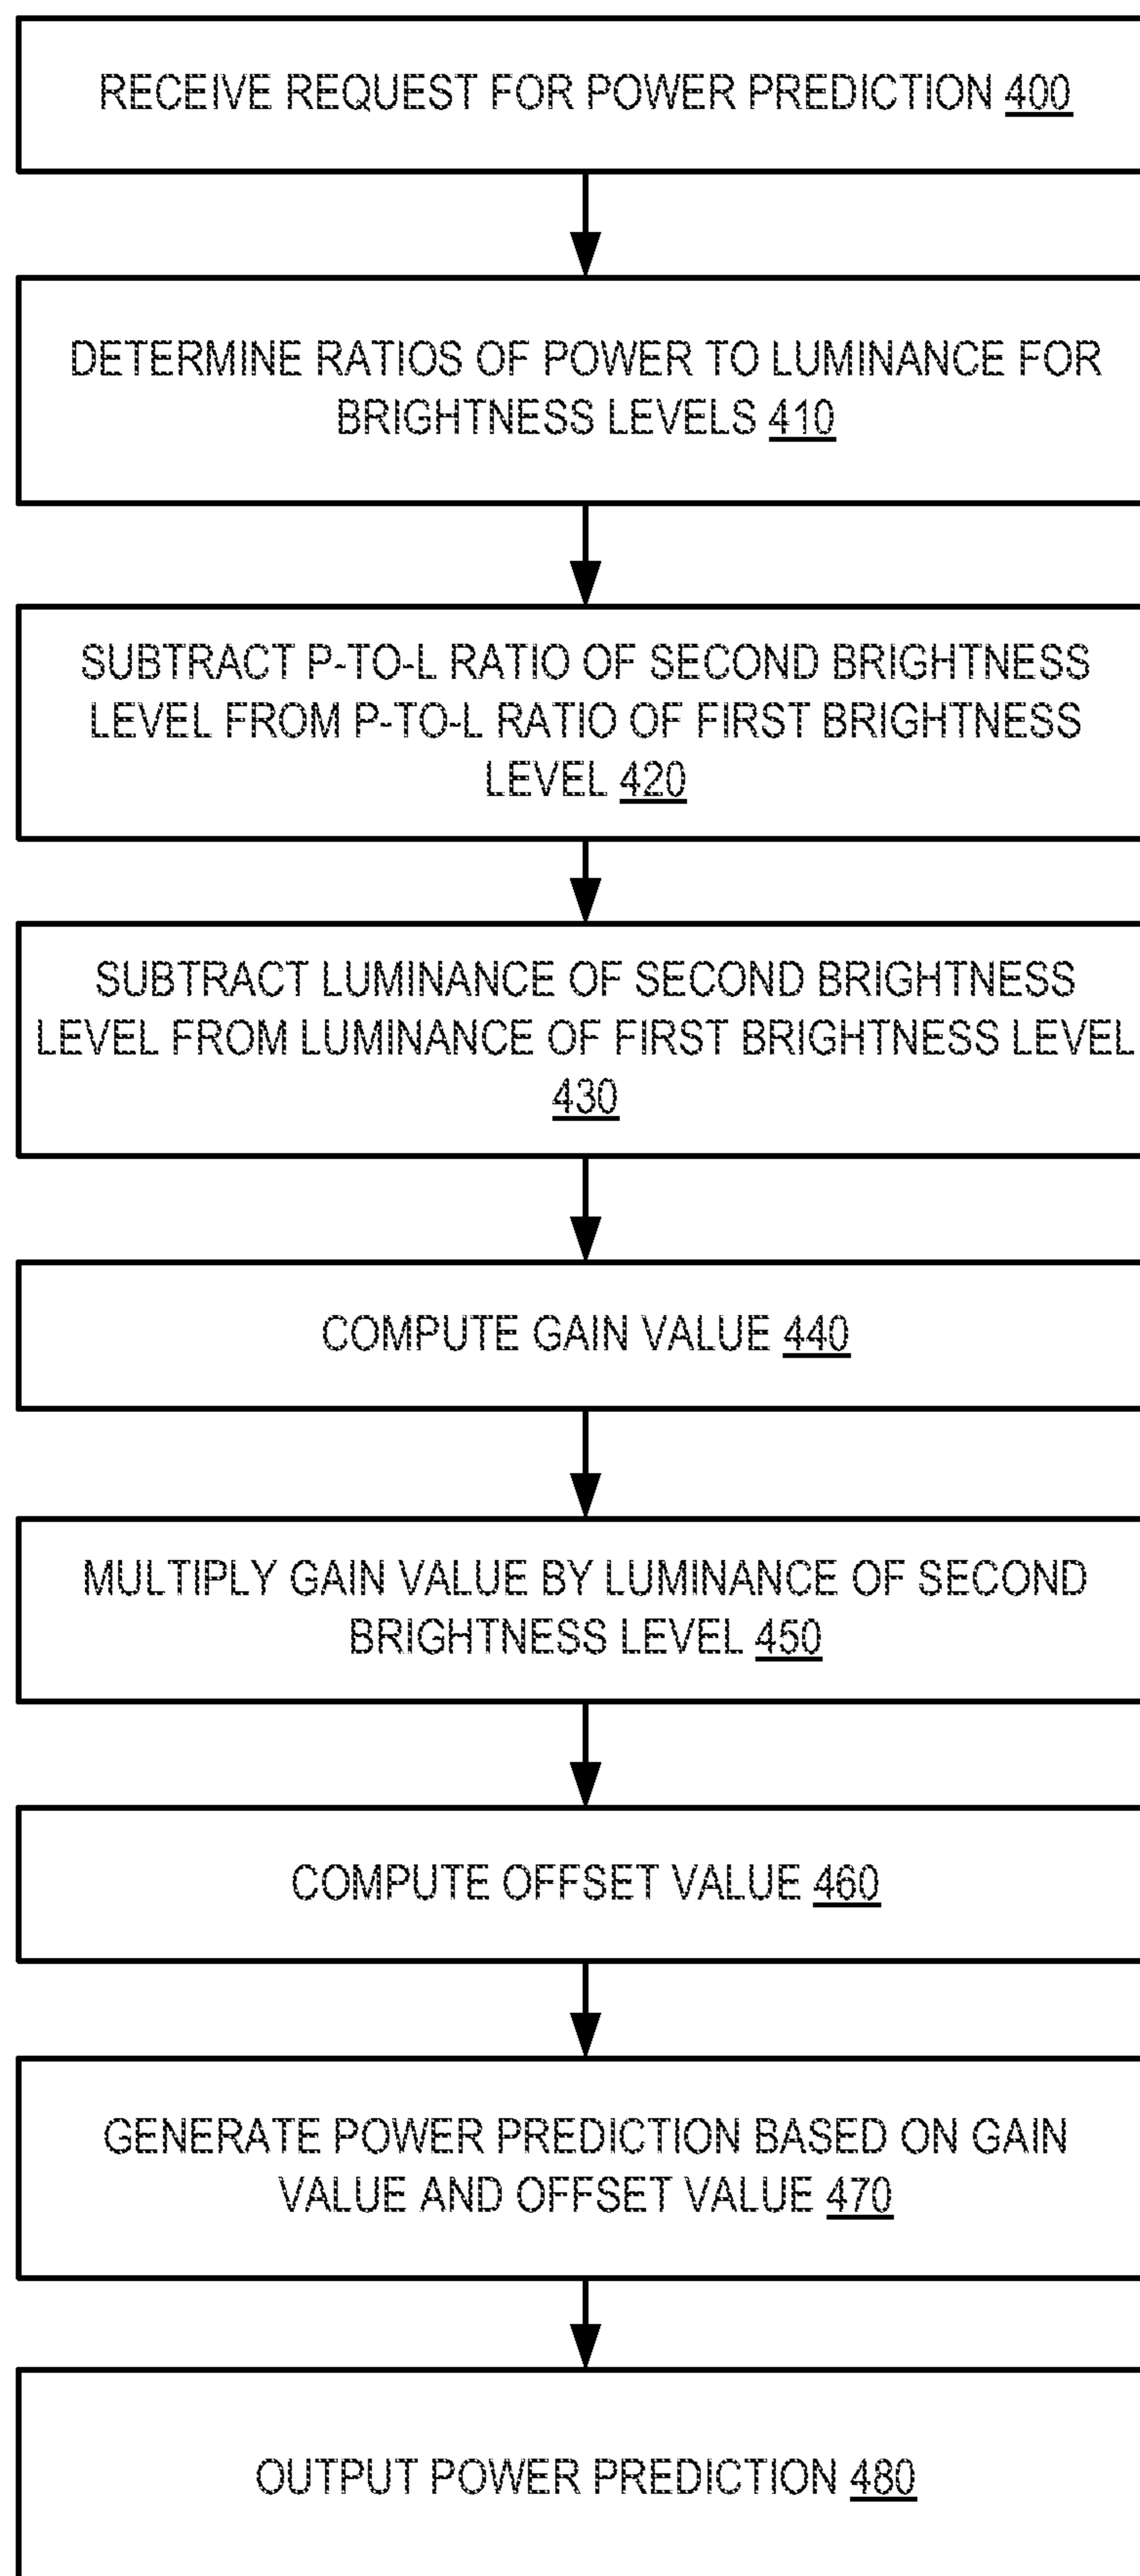 RECEIVE REQUEST FOR POWER PREDICTION 400
DETERMINE RATIOS OF POWER TO LUMINANCE FOR
BRIGHTNESS LEVELS 410
SUBTRACT P-TO-L RATIO OF SECOND BRIGHTNESS
LEVEL FROM P-TO-L RATIO OF FIRST BRIGHTNESS
LEVEL 420
SUBTRACT LUMINANCE OF SECOND BRIGHTNESS
LEVEL FROM LUMINANCE OF FIRST BRIGHTNESS LEVEL
430
COMPUTE GAIN VALUE 440
MULTIPLY GAIN VALUE BY LUMINANCE OF SECOND
BRIGHTNESS LEVEL 450
COMPUTE OFFSET VALUE 460
GENERATE POWER PREDICTION BASED ON GAIN
VALUE AND OFFSET VALUE 470
OUTPUT POWER PREDICTION 480